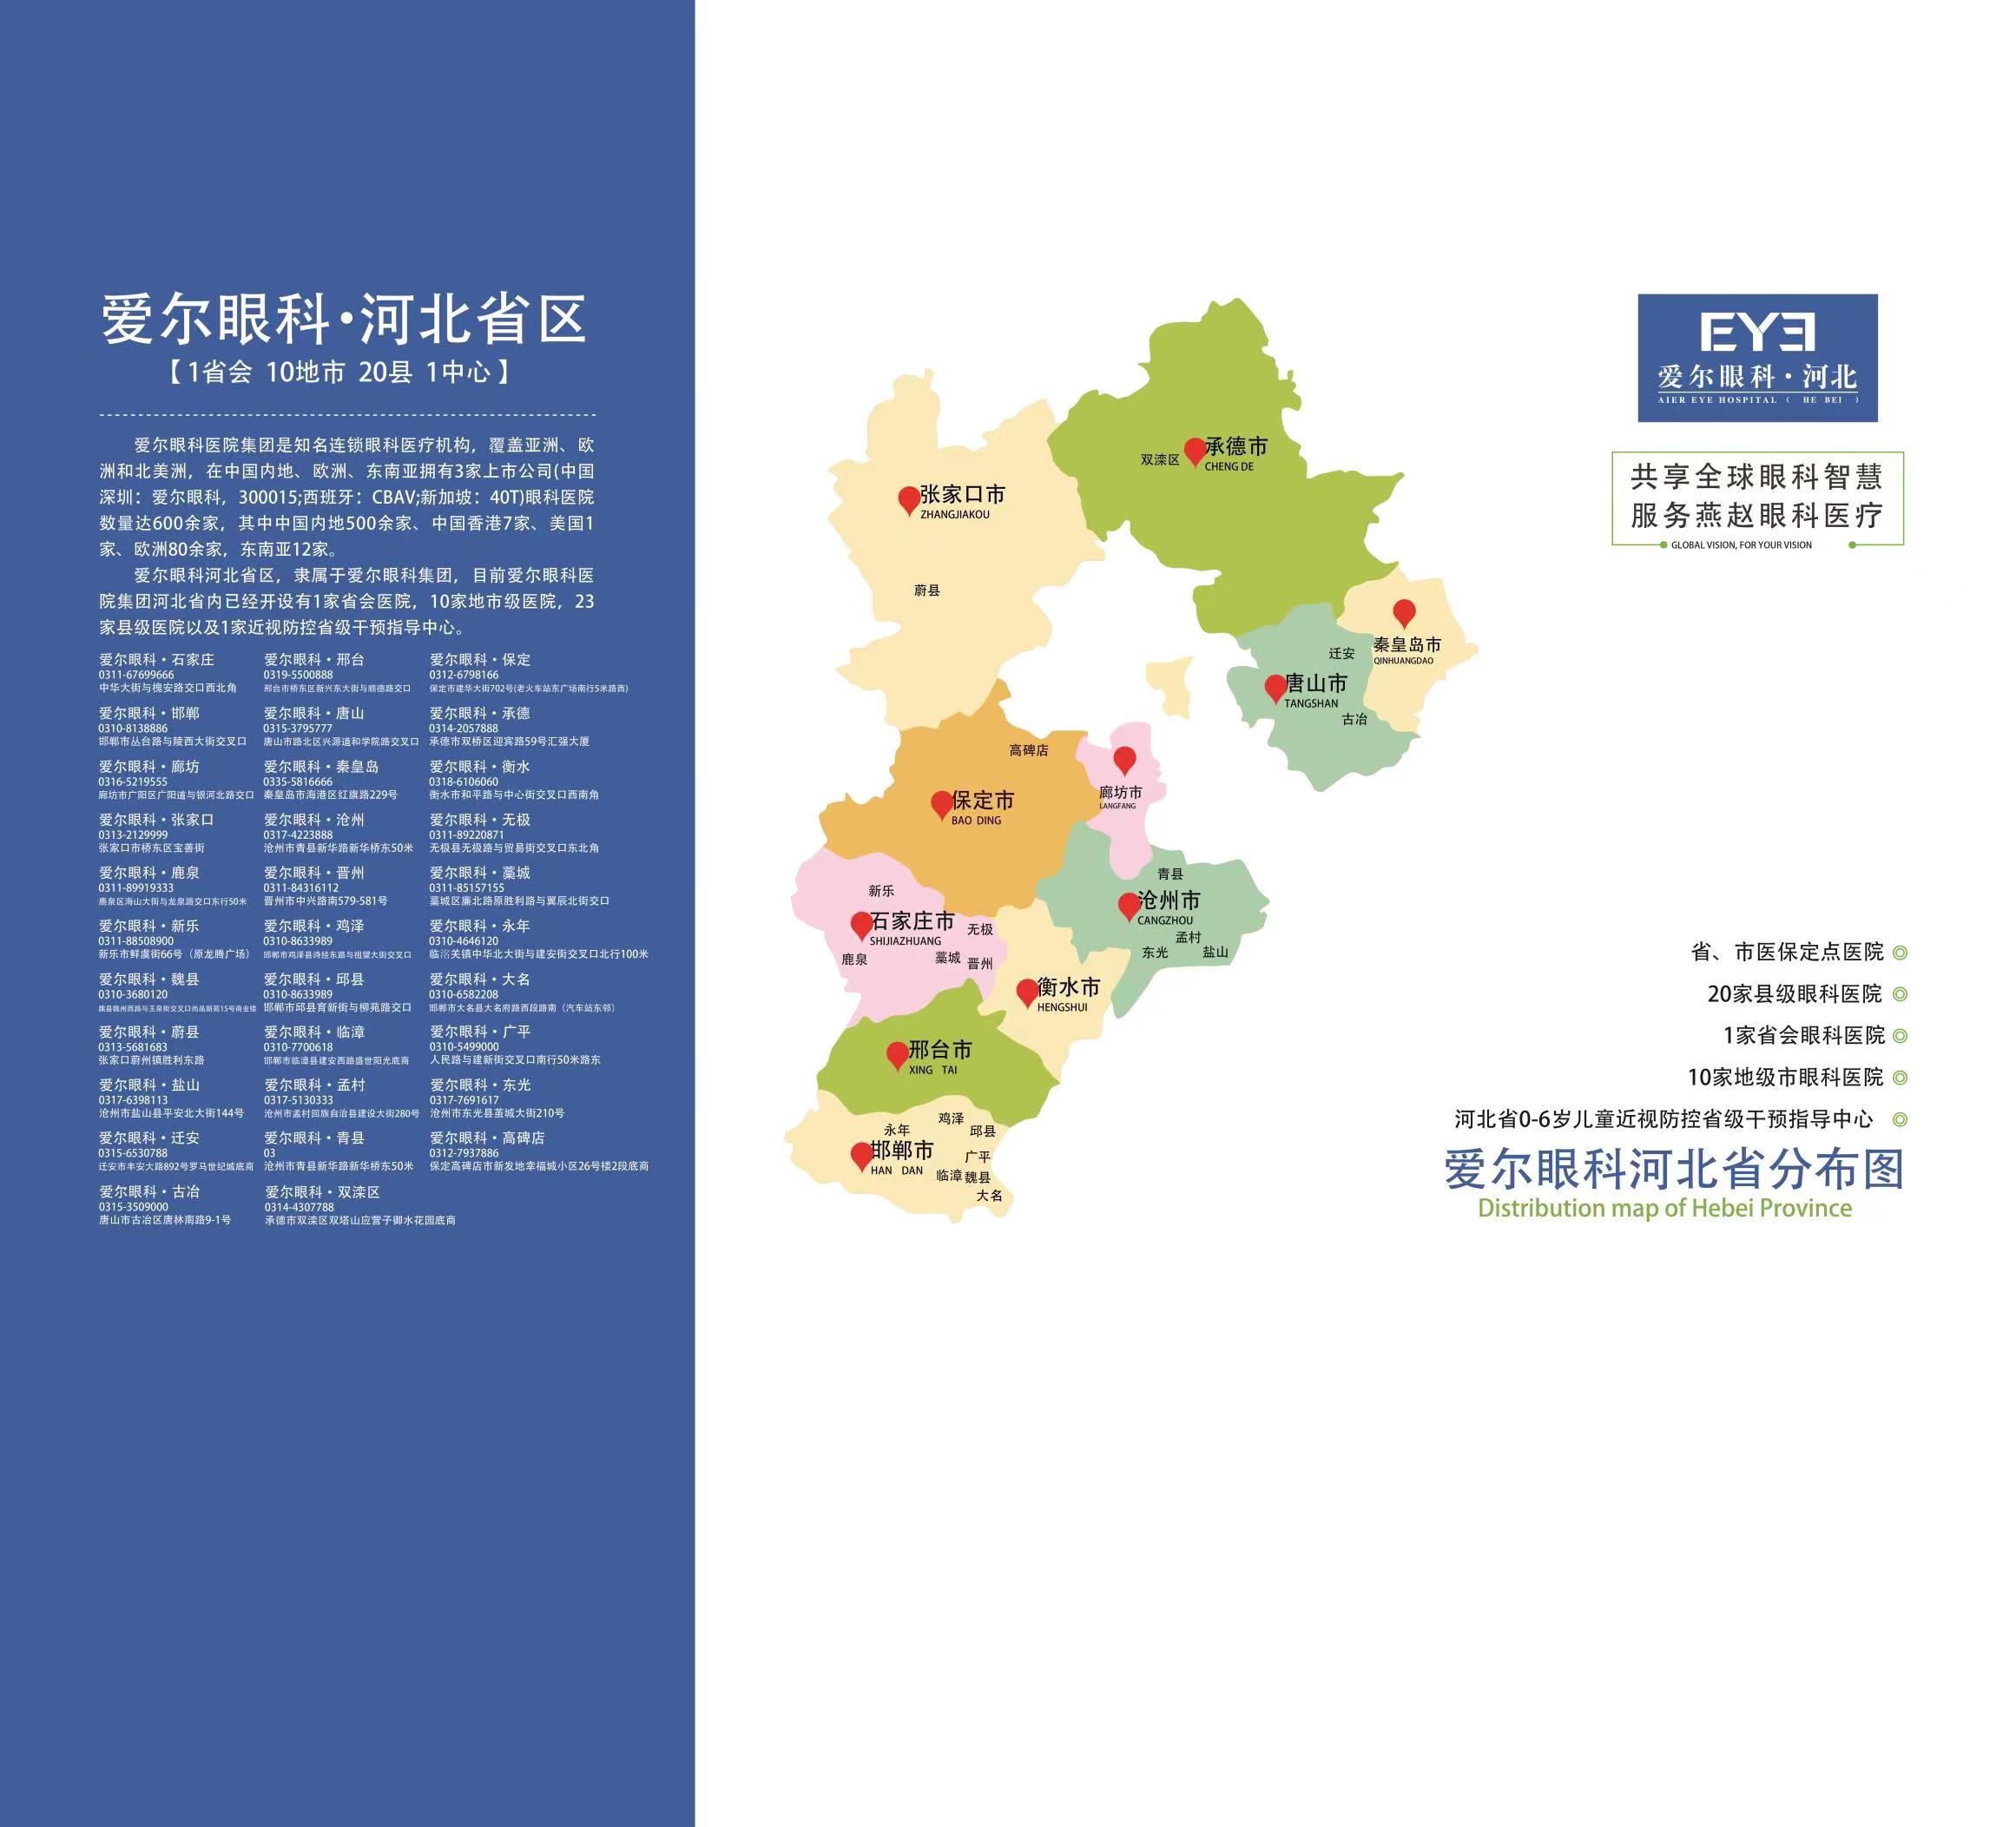 爱尔眼科·河北省区
【1省会 10地市 20县 1中心】
爱尔眼科医院集团是知名连锁眼科医疗机构，覆盖亚洲、欧
洲和北美洲，在中国内地、欧洲、东南亚拥有3家上市公司(中国
深圳：爱尔眼科，300015;西班牙：CBAV;新加坡：40T)眼科医院
数量达600余家，其中中国内地500余家、中国香港7家、美国1
家、欧洲80余家，东南亚12家。
爱尔眼科河北省区，隶属于爱尔眼科集团，目前爱尔眼科医
院集团河北省内已经开设有1家省会医院，10家地市级医院，23
家县级医院以及1家近视防控省级干预指导中心。
爱尔眼科·石家庄
0311-67699666
中华大街与槐安路交口西北角
爱尔眼科·邢台
0319-5500888
邢台市桥东区新兴东大街与顺德路交口
爱尔眼科·保定
0312-6798166
保定市建华大街702号(老火车站东广场南行5米路西)
爱尔眼科·邯郸
0310-8138886
邯郸市丛台路与陵西大街交叉口
爱尔眼科·唐山
0315-3795777
唐山市路北区兴源道和学院路交叉口
爱尔眼科·承德
0314-2057888
承德市双桥区迎宾路59号汇强大厦
爱尔眼科·廊坊
0316-5219555
廊坊市广阳区广阳道与银河北路交口
爱尔眼科·秦皇岛
0335-5816666
秦皇岛市海港区红旗路229号
爱尔眼科·衡水
0318-6106060
衡水市和平路与中心街交叉口西南角
爱尔眼科·张家口
0313-2129999
张家口市桥东区宝善街
爱尔眼科·沧州
0317-4223888
沧州市青县新华路新华桥东50米
爱尔眼科·无极
0311-89220871
无极县无极路与贸易街交叉口东北角
爱尔眼科·鹿泉
0311-89919333
鹿泉区海山大街与龙泉路交口东行50米
爱尔眼科·晋州
0311-84316112
晋州市中兴路南579-581号
爱尔眼科·藁城
0311-85157155
藁城区廉北路原胜利路与翼辰北街交口
爱尔眼科·新乐
0311-88508900
新乐市鲜虞街66号（原龙腾广场）
爱尔眼科·鸡泽
0310-8633989
邯郸市鸡泽县诗经东路与祖望大街交叉口
爱尔眼科·永年
0310-4646120
临洺关镇中华北大街与建安街交叉口北行100米
爱尔眼科·魏县
0310-3680120
魏县魏州西路与玉泉街交叉口尚品新苑15号商业楼
爱尔眼科·邱县
0310-8633989
邯郸市邱县育新街与柳苑路交口
爱尔眼科·大名
0310-6582208
邯郸市大名县大名府路西段路南（汽车站东邻）
爱尔眼科·蔚县
0313-5681683
张家口蔚州镇胜利东路
爱尔眼科·临漳
0310-7700618
邯郸市临漳县建安西路盛世阳光底商
爱尔眼科·广平
0310-5499000
人民路与建新街交叉口南行50米路东
爱尔眼科·盐山
0317-6398113
沧州市盐山县平安北大街144号
爱尔眼科·孟村
0317-5130333
沧州市孟村回族自治县建设大街280号
爱尔眼科·东光
0317-7691617
沧州市东光县茧城大街210号
爱尔眼科·迁安
0315-6530788
迁安市丰安大路892号罗马世纪城底商
爱尔眼科·青县
03
沧州市青县新华路新华桥东50米
爱尔眼科·高碑店
0312-7937886
保定高碑店市新发地幸福城小区26号楼2段底商
爱尔眼科·古冶
0315-3509000
唐山市古冶区唐林南路9-1号
爱尔眼科·双滦区
0314-4307788
承德市双滦区双塔山应营子御水花园底商
双滦区
承德市
CHENG DE
张家口市
ZHANGJIAKOU
蔚县
秦皇岛市
QINHUANGDAO
迁安
唐山市
TANGSHAN
古冶
高碑店
保定市
BAO DING
廊坊市
LANGFANG
青县
沧州市
CANGZHOU
孟村
东光
盐山
新乐
石家庄市
SHIJIAZHUANG
无极
鹿泉
藁城
晋州
衡水市
HENGSHUI
邢台市
XING TAI
鸡泽
永年
邱县
邯郸市
HAN DAN
广平
临漳
魏县
大名
EYE
爱尔眼科·河北
AIER EYE HOSPITAL ( HE BEI )
共享全球眼科智慧
服务燕赵眼科医疗
GLOBAL VISION, FOR YOUR VISION
省、市医保定点医院
20家县级眼科医院
1家省会眼科医院
10家地级市眼科医院
河北省0-6岁儿童近视防控省级干预指导中心
爱尔眼科河北省分布图
Distribution map of Hebei Province